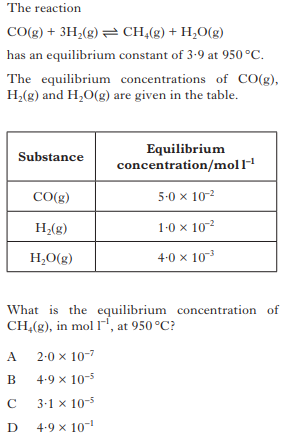 The reaction
CO(g) + 3H₂(g) ⇌ CH₄(g) + H₂O(g)
has an equilibrium constant of 3·9 at 950 °C.
The equilibrium concentrations of CO(g),
H₂(g) and H₂O(g) are given in the table.
Substance
Equilibrium
concentration/mol l⁻¹
CO(g) 5·0 × 10⁻²
H₂(g) 1·0 × 10⁻²
H₂O(g) 4·0 × 10⁻³
What is the equilibrium concentration of
CH₄(g), in mol l⁻¹, at 950 °C?
A 2·0 × 10⁻⁷
B 4·9 × 10⁻⁵
C 3·1 × 10⁻⁵
D 4·9 × 10⁻¹